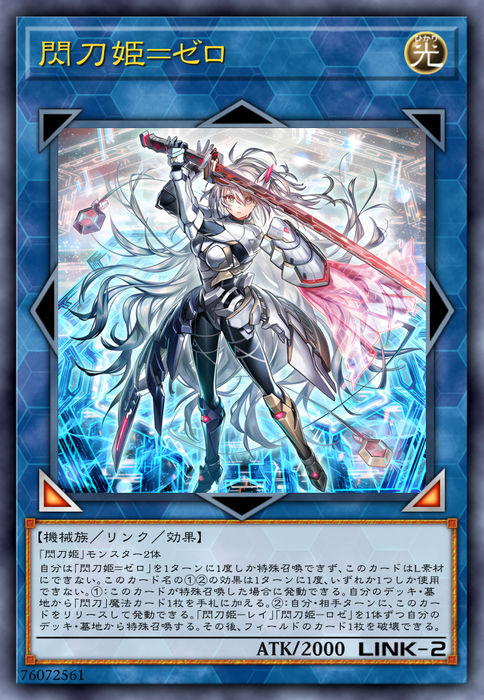 閃刀姫＝ゼロ
ひかり
光
【機械族／リンク／効果】
「閃刀姫」モンスター2体
自分は「閃刀姫＝ゼロ」を1ターンに1度しか特殊召喚できず、このカードはL素材
にできない。このカード名の①②の効果は1ターンに1度、いずれか1つしか使用
できない。①：このカードが特殊召喚した場合に発動できる。自分のデッキ・墓
地から「閃刀」魔法カード1枚を手札に加える。②：自分・相手ターンに、このカー
ドをリリースして発動できる。「閃刀姫－レイ」「閃刀姫－ロゼ」を1体ずつ自分の
デッキ・墓地から特殊召喚する。その後、フィールドのカード1枚を破壊できる。
ATK/2000 LINK-2
76072561